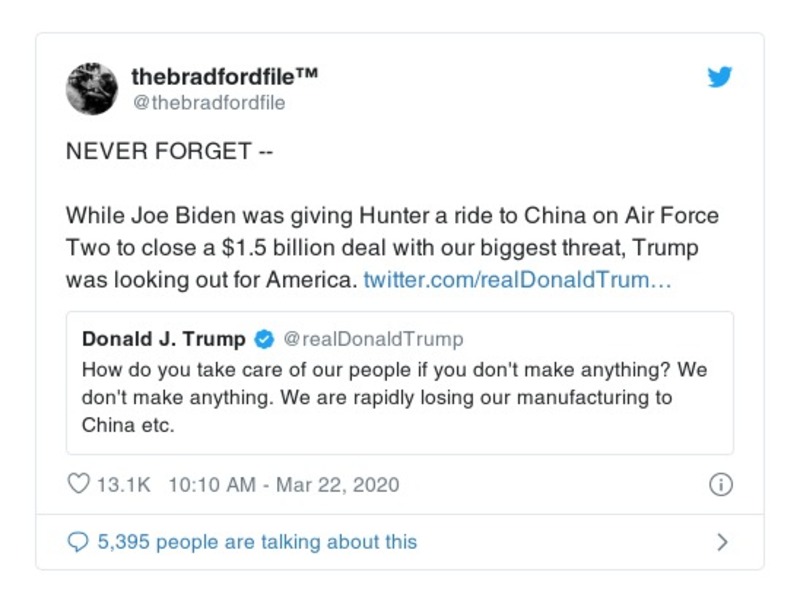 thebradfordfile™
@thebradfordfile
NEVER FORGET --
While Joe Biden was giving Hunter a ride to China on Air Force
Two to close a $1.5 billion deal with our biggest threat, Trump
was looking out for America. twitter.com/realDonaldTrum…
Donald J. Trump @realDonaldTrump
How do you take care of our people if you don't make anything? We
don't make anything. We are rapidly losing our manufacturing to
China etc.
13.1K 10:10 AM - Mar 22, 2020
5,395 people are talking about this